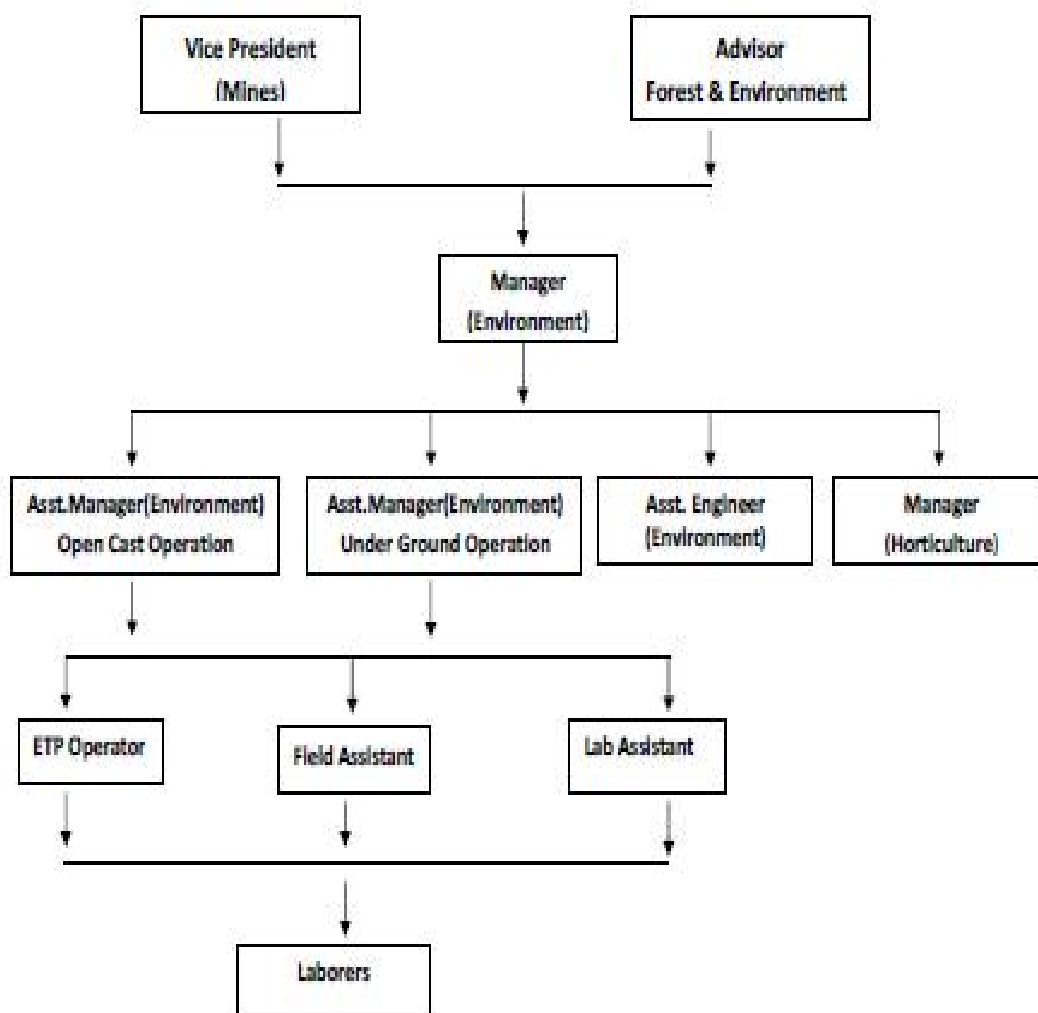 Vice President
(Mines)
Advisor
Forest & Environment
Manager
(Environment)
Asst.Manager(Environment)
Open Cast Operation
Asst.Manager(Environment)
Under Ground Operation
Asst. Engineer
(Environment)
Manager
(Horticulture)
ETP Operator
Field Assistant
Lab Assistant
Laborers